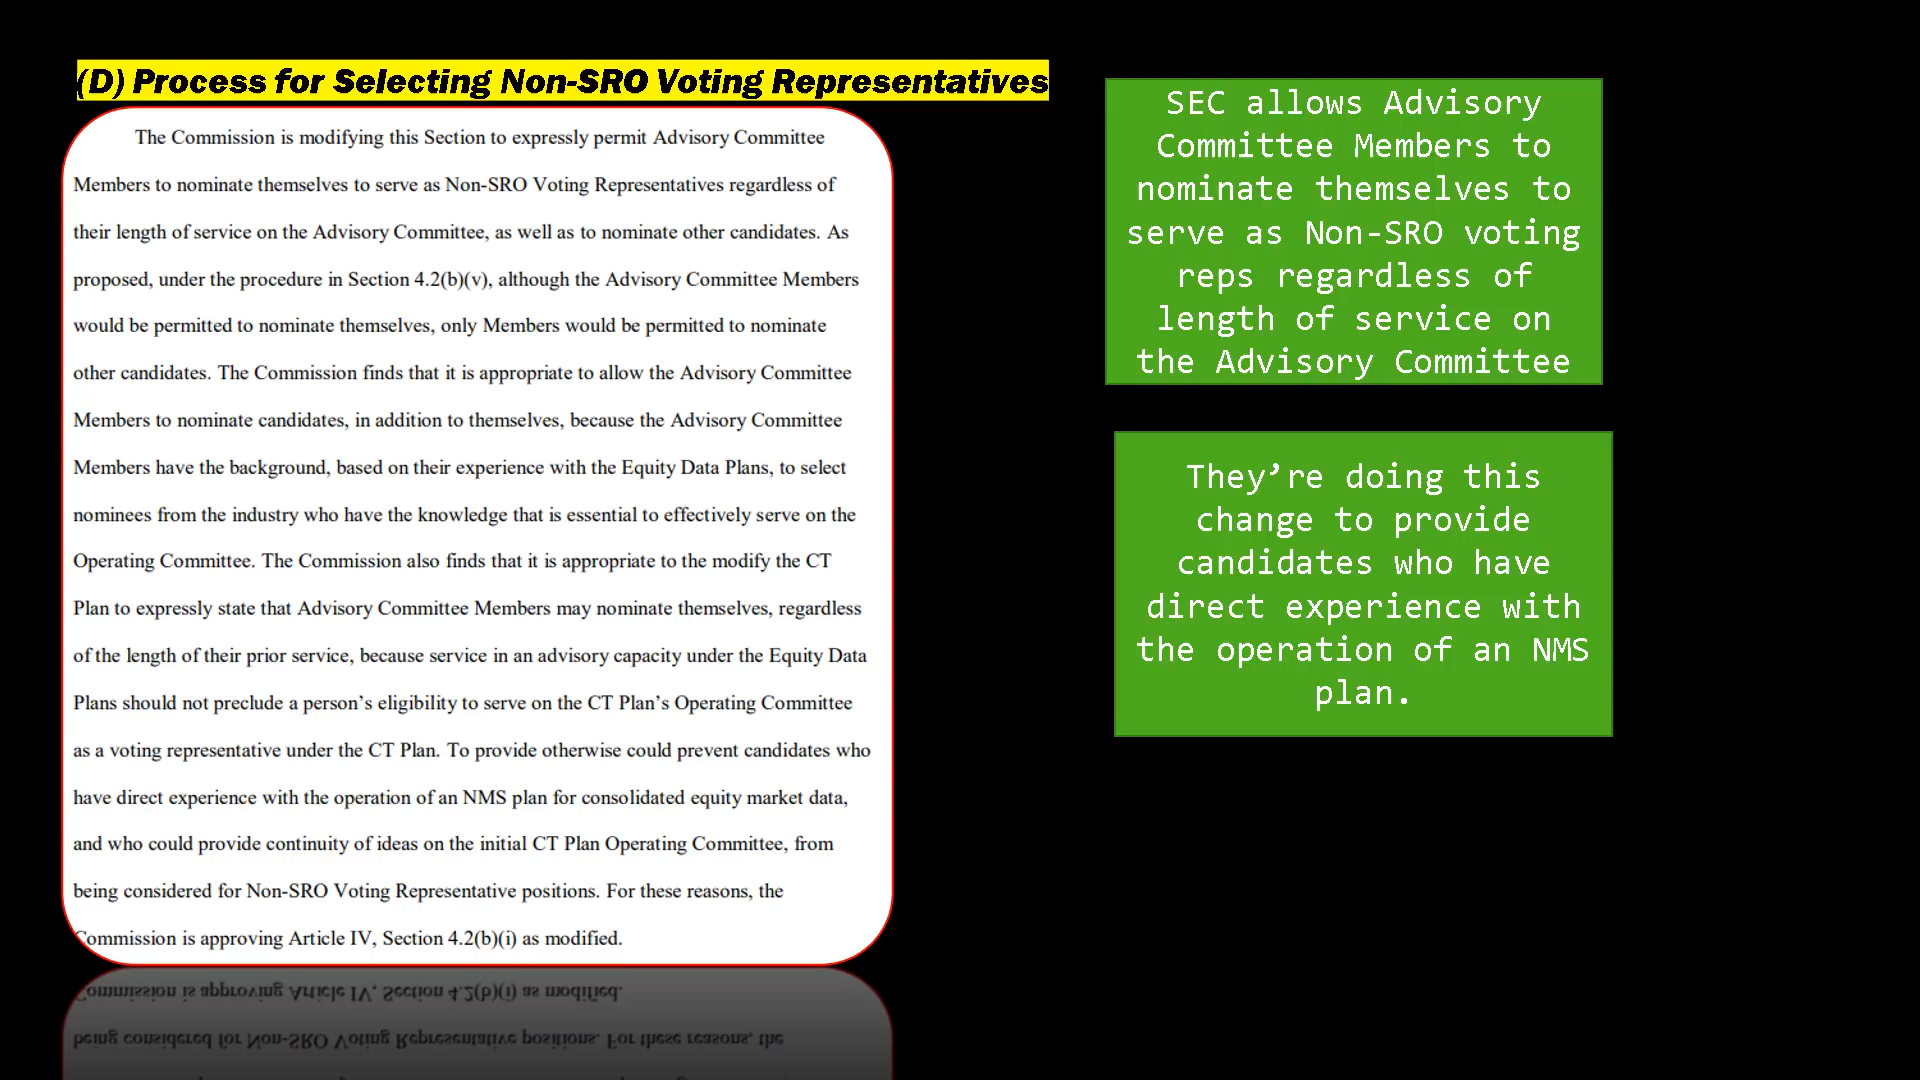 (D) Process for Selecting Non-SRO Voting Representatives
The Commission is modifying this Section to expressly permit Advisory Committee
Members to nominate themselves to serve as Non-SRO Voting Representatives regardless of
their length of service on the Advisory Committee, as well as to nominate other candidates. As
proposed, under the procedure in Section 4.2(b)(v), although the Advisory Committee Members
would be permitted to nominate themselves, only Members would be permitted to nominate
other candidates. The Commission finds that it is appropriate to allow the Advisory Committee
Members to nominate candidates, in addition to themselves, because the Advisory Committee
Members have the background, based on their experience with the Equity Data Plans, to select
nominees from the industry who have the knowledge that is essential to effectively serve on the
Operating Committee. The Commission also finds that it is appropriate to the modify the CT
Plan to expressly state that Advisory Committee Members may nominate themselves, regardless
of the length of their prior service, because service in an advisory capacity under the Equity Data
Plans should not preclude a person’s eligibility to serve on the CT Plan’s Operating Committee
as a voting representative under the CT Plan. To provide otherwise could prevent candidates who
have direct experience with the operation of an NMS plan for consolidated equity market data,
and who could provide continuity of ideas on the initial CT Plan Operating Committee, from
being considered for Non-SRO Voting Representative positions. For these reasons, the
Commission is approving Article IV, Section 4.2(b)(i) as modified.
SEC allows Advisory
Committee Members to
nominate themselves to
serve as Non-SRO voting
reps regardless of
length of service on
the Advisory Committee
They’re doing this
change to provide
candidates who have
direct experience with
the operation of an NMS
plan.